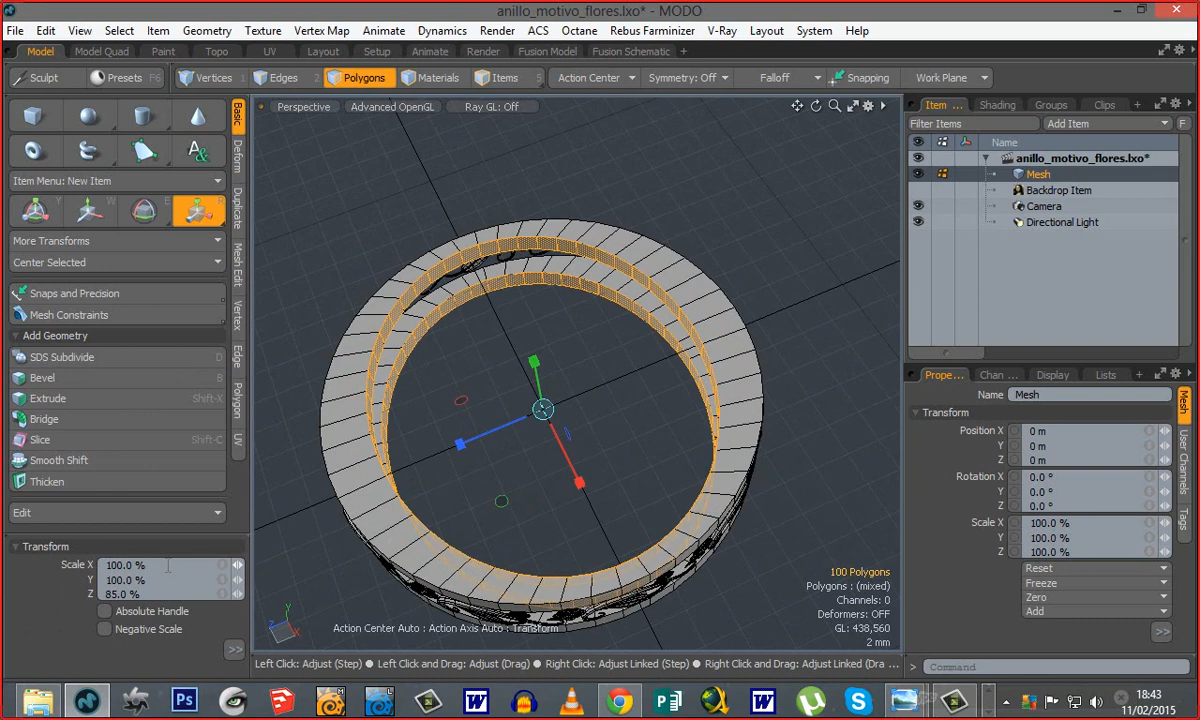 anillo_motivo_flores.lxo* - MODO
File Edit View Select Item Geometry Texture Vertex Map Animate Dynamics Render ACS Octane Rebus Farminizer V-Ray Layout System Help
Model Model Quad Paint Topo UV Layout Setup Animate Render Fusion Model Fusion Schematic +
Sculpt Presets F6 Vertices 1 Edges 2 Polygons Materials Items 5 Action Center Symmetry: Off Falloff Snapping Work Plane
Perspective Advanced OpenGL Ray GL: Off
Basic
Deform
Duplicate
Mesh Edit
Vertex
Edge
Polygon
UV
Item Menu: New Item
More Transforms
Center Selected
Snaps and Precision
Mesh Constraints
Add Geometry
SDS Subdivide D
Bevel B
Extrude Shift-X
Bridge
Slice Shift-C
Smooth Shift
Thicken
Edit
Transform
Scale X 100.0 %
Y 100.0 %
Z 85.0 %
Absolute Handle
Negative Scale
>>
100 Polygons
Polygons : (mixed)
Channels: 0
Deformers: OFF
GL: 438,560
2 mm
Action Center Auto : Action Axis Auto : Transform
Left Click: Adjust (Step) ● Left Click and Drag: Adjust (Drag) ● Right Click: Adjust Linked (Step) ● Right Click and Drag: Adjust Linked (Dra ...
Item ... Shading Groups Clips +
Filter Items Add Item F
Name
anillo_motivo_flores.lxo*
Mesh
Backdrop Item
Camera
Directional Light
Prope... Chan ... Display Lists +
Name Mesh
Transform
Position X 0 m
Y 0 m
Z 0 m
Rotation X 0.0 °
Y 0.0 °
Z 0.0 °
Scale X 100.0 %
Y 100.0 %
Z 100.0 %
Reset
Freeze
Zero
Add
>>
Mesh
User Channels
Tags
> Command
18:43
11/02/2015